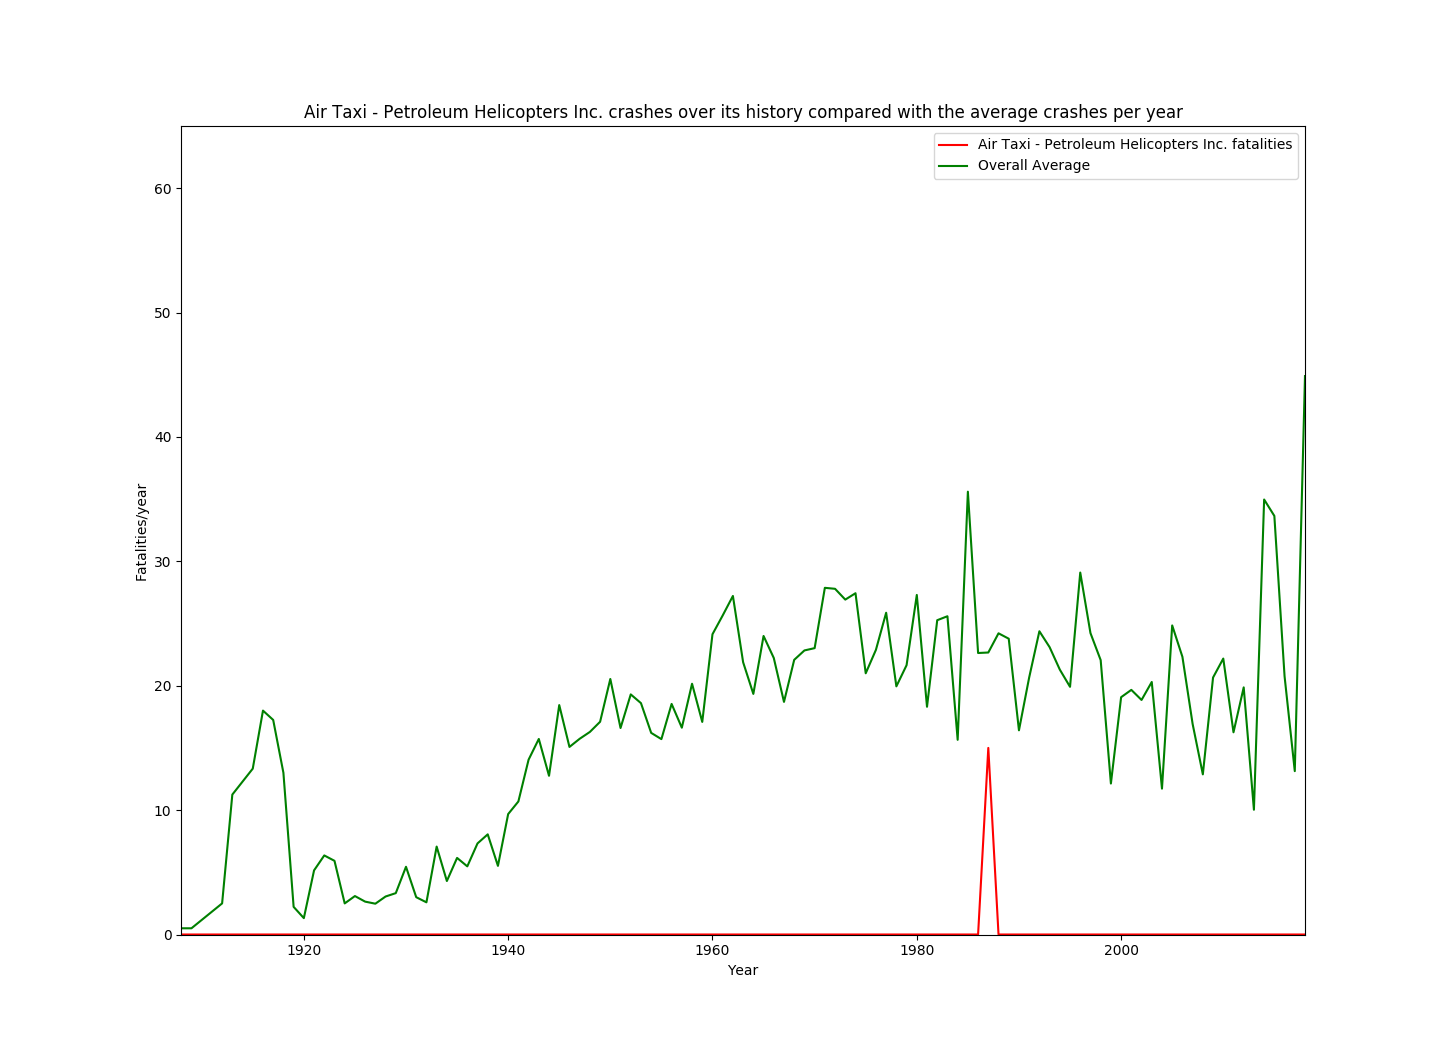 Air Taxi - Petroleum Helicopters Inc. crashes over its history compared with the average crashes per year
Air Taxi - Petroleum Helicopters Inc. fatalities
Overall Average
60
50
40
30
20
10
0
Fatalities/year
1920
1940
1960
1980
2000
Year